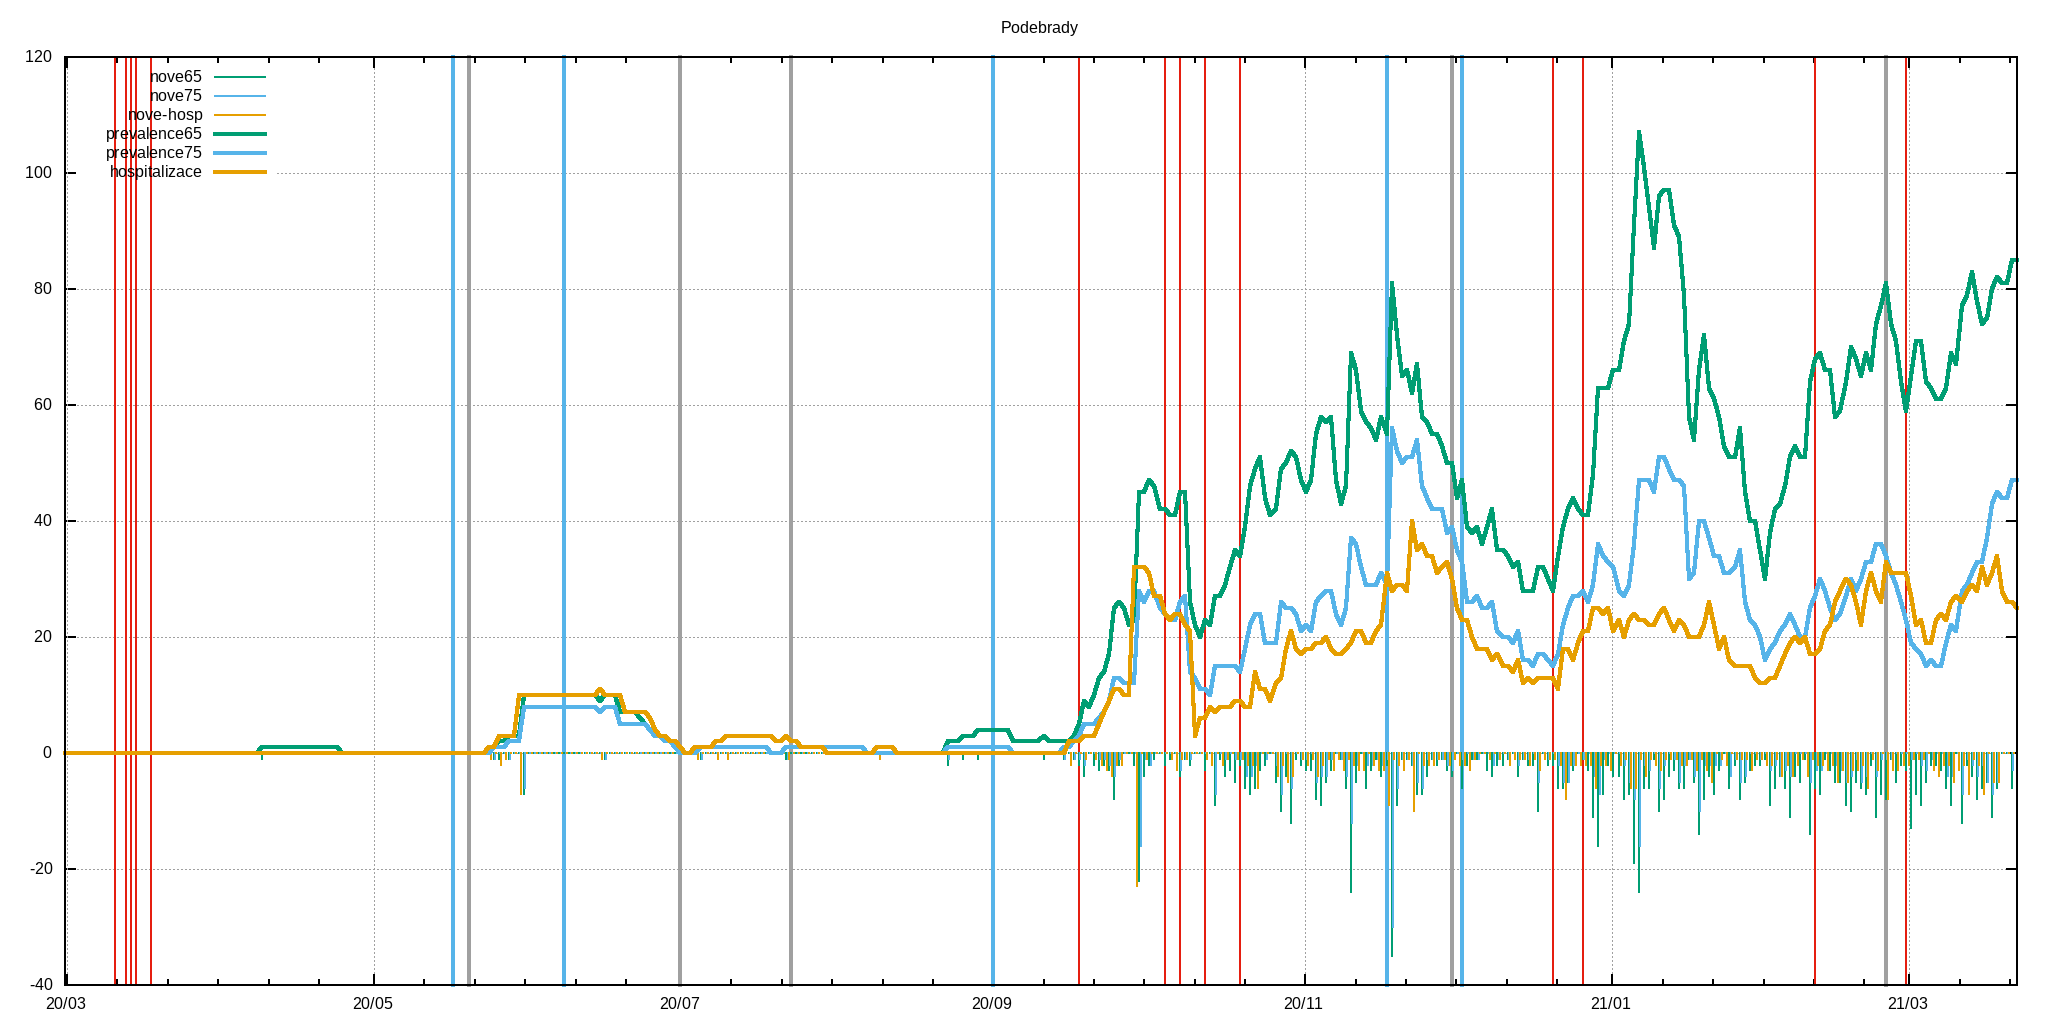 Podebrady
120
100
80
60
40
20
0
-20
-40
nove65
nove75
nove-hosp
prevalence65
prevalence75
hospitalizace
20/03 20/05 20/07 20/09 20/11 21/01 21/03